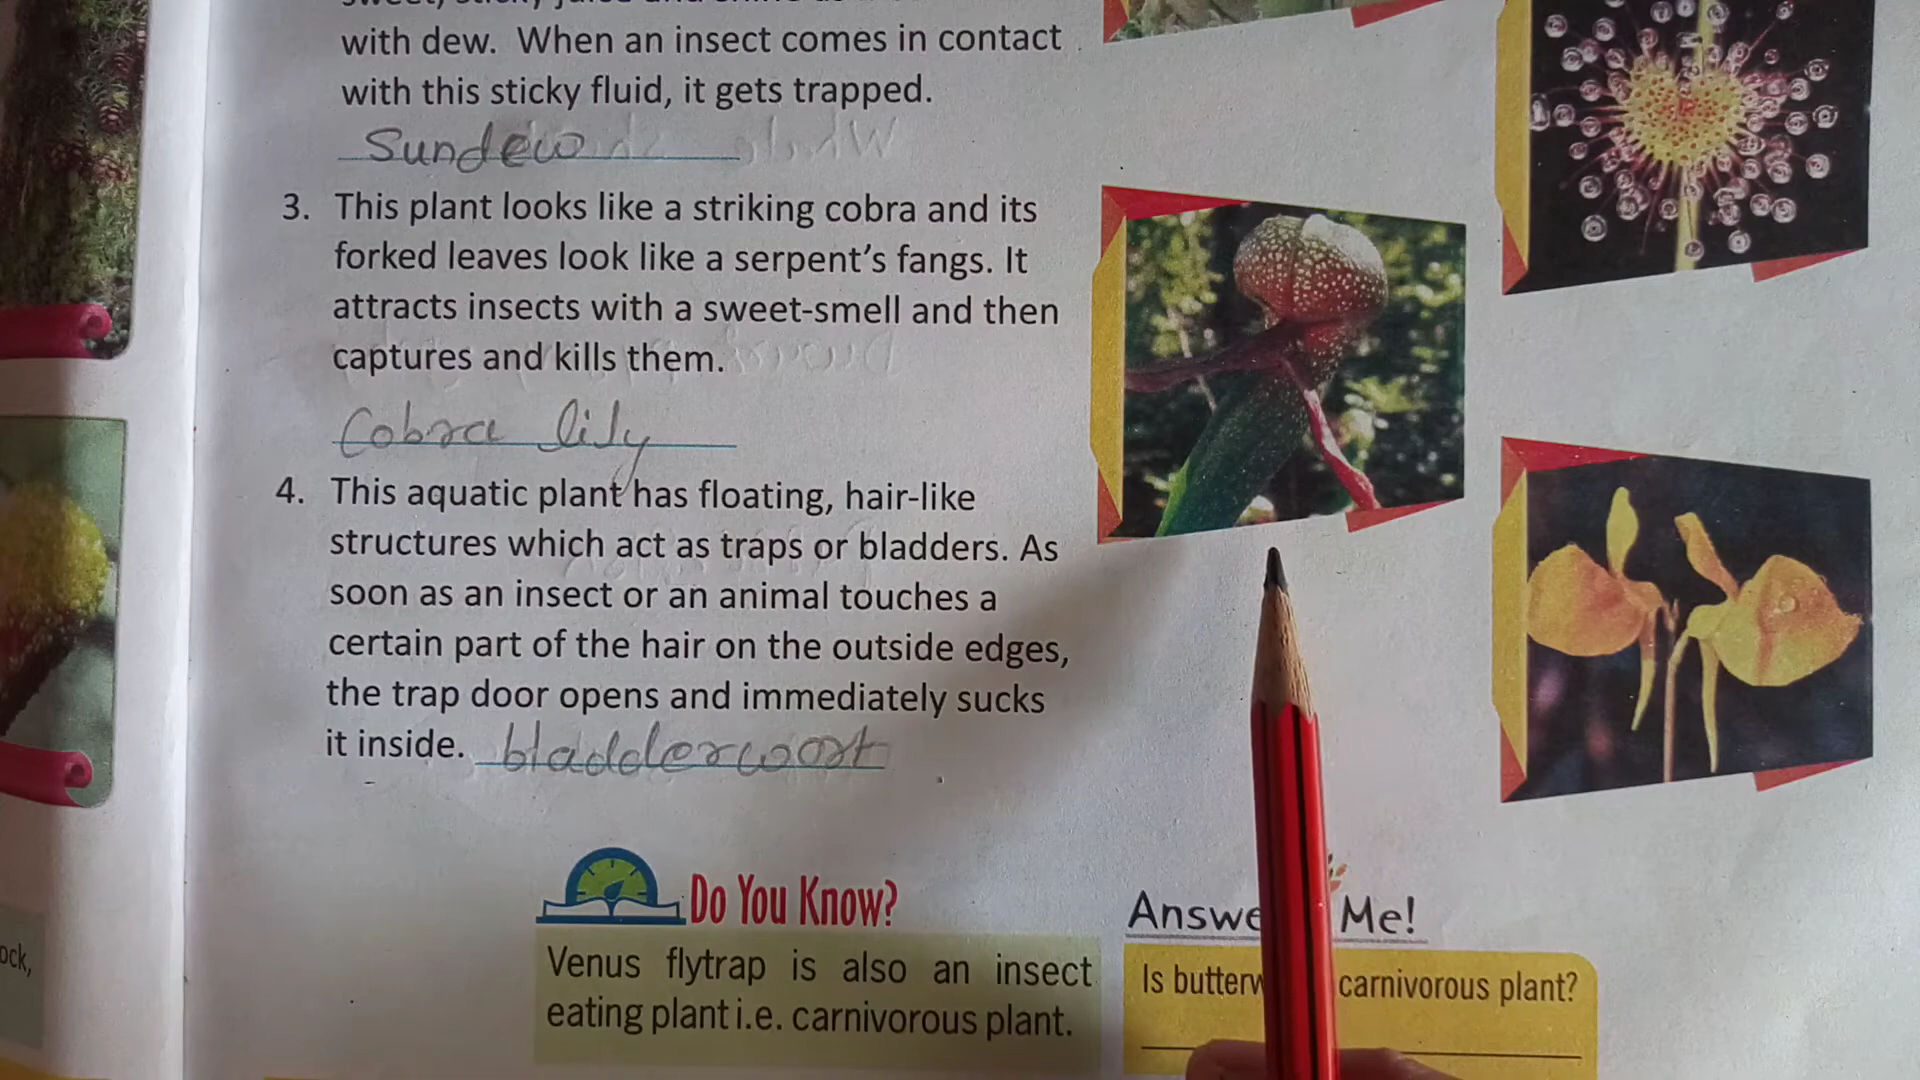 with dew. When an insect comes in contact
with this sticky fluid, it gets trapped.
Sundew
3. This plant looks like a striking cobra and its
forked leaves look like a serpent's fangs. It
attracts insects with a sweet-smell and then
captures and kills them.
Cobra lily
4. This aquatic plant has floating, hair-like
structures which act as traps or bladders. As
soon as an insect or an animal touches a
certain part of the hair on the outside edges,
the trap door opens and immediately sucks
it inside. bladderwort
Do You Know?
Venus flytrap is also an insect
eating plant i.e. carnivorous plant.
Answe Me!
Is butterw carnivorous plant?
ock,